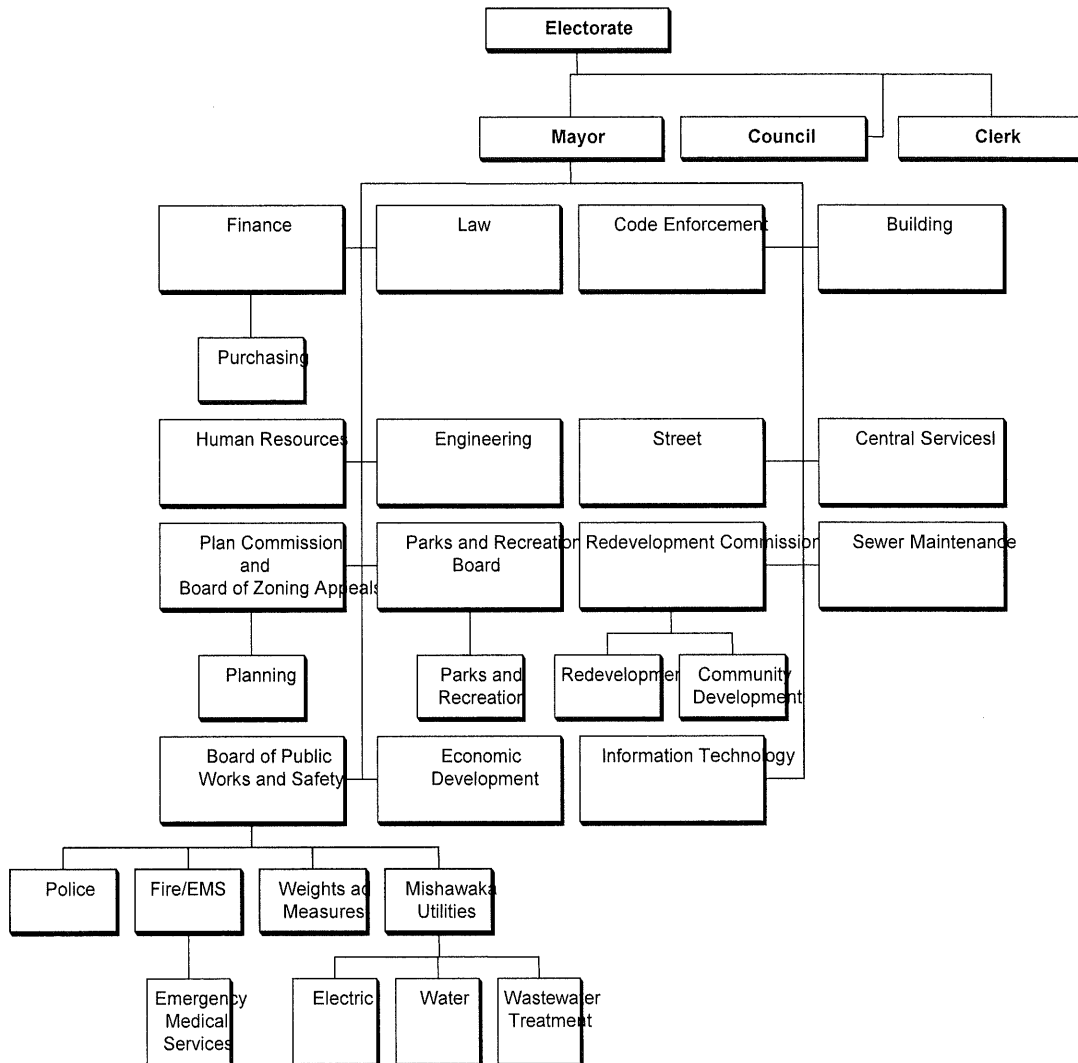 Electorate
Mayor
Council
Clerk
Finance
Law
Code Enforcement
Building
Purchasing
Human Resources
Engineering
Street
Central Servicesl
Plan Commission
and
Board of Zoning Appeals
Parks and Recreation
Board
Redevelopment Commission
Sewer Maintenance
Planning
Parks and
Recreation
Redevelopment
Community
Development
Board of Public
Works and Safety
Economic
Development
Information Technology
Police
Fire/EMS
Weights ad
Measures
Mishawaka
Utilities
Emergency
Medical
Services
Electric
Water
Wastewater
Treatment